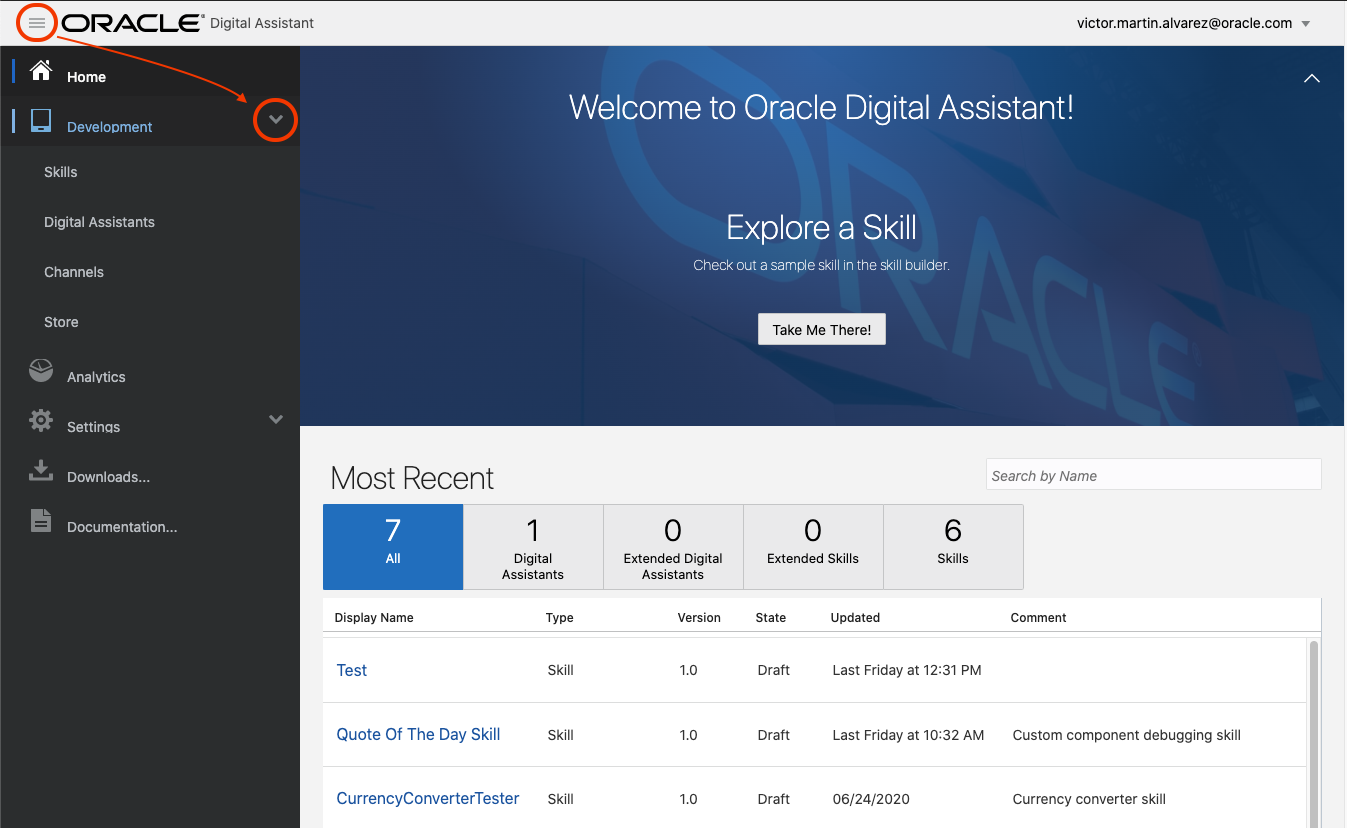 ORACLE® Digital Assistant
victor.martin.alvarez@oracle.com
Home
Development
Skills
Digital Assistants
Channels
Store
Analytics
Settings
Downloads...
Documentation...
Welcome to Oracle Digital Assistant!
Explore a Skill
Check out a sample skill in the skill builder.
Take Me There!
ORACLE
Most Recent
Search by Name
7
All
1
Digital
Assistants
0
Extended Digital
Assistants
0
Extended Skills
6
Skills
Display Name Type Version State Updated Comment
Test Skill 1.0 Draft Last Friday at 12:31 PM
Quote Of The Day Skill Skill 1.0 Draft Last Friday at 10:32 AM Custom component debugging skill
CurrencyConverterTester Skill 1.0 Draft 06/24/2020 Currency converter skill